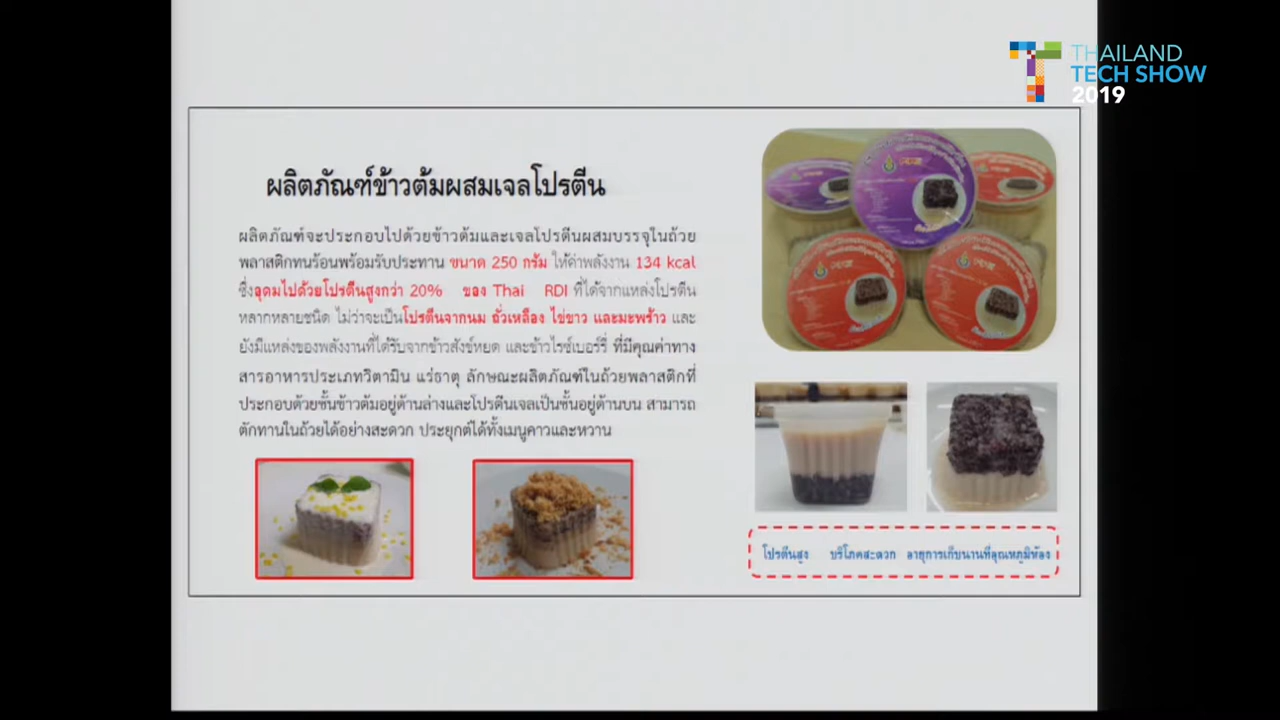 THAILAND
TECH SHOW
2019
ผลิตภัณฑ์ข้าวต้มผสมเจลโปรตีน
ผลิตภัณฑ์จะประกอบไปด้วยข้าวต้มและเจลโปรตีนผสมบรรจุในถ้วย
พลาสติกทนร้อนพร้อมรับประทาน ขนาด 250 กรัม ให้ค่าพลังงาน 134 kcal
ซึ่งอุดมไปด้วยโปรตีนสูงกว่า 20% ของ Thai RDI ที่ได้จากแหล่งโปรตีน
หลากหลายชนิด ไม่ว่าจะเป็นโปรตีนจากนม ถั่วเหลือง ไข่ขาว และมะพร้าว และ
ยังมีแหล่งของพลังงานที่ได้รับจากข้าวสังข์หยด และข้าวไรซ์เบอร์รี่ ที่มีคุณค่าทาง
สารอาหารประเภทวิตามิน แร่ธาตุ ลักษณะผลิตภัณฑ์ในถ้วยพลาสติกที่
ประกอบด้วยชั้นข้าวต้มอยู่ด้านล่างและโปรตีนเจลเป็นชั้นอยู่ด้านบน สามารถ
ตักทานในถ้วยได้อย่างสะดวก ประยุกต์ได้ทั้งเมนูคาวและหวาน
โปรตีนสูง บริโภคสะดวก อายุการเก็บนานที่อุณหภูมิห้อง